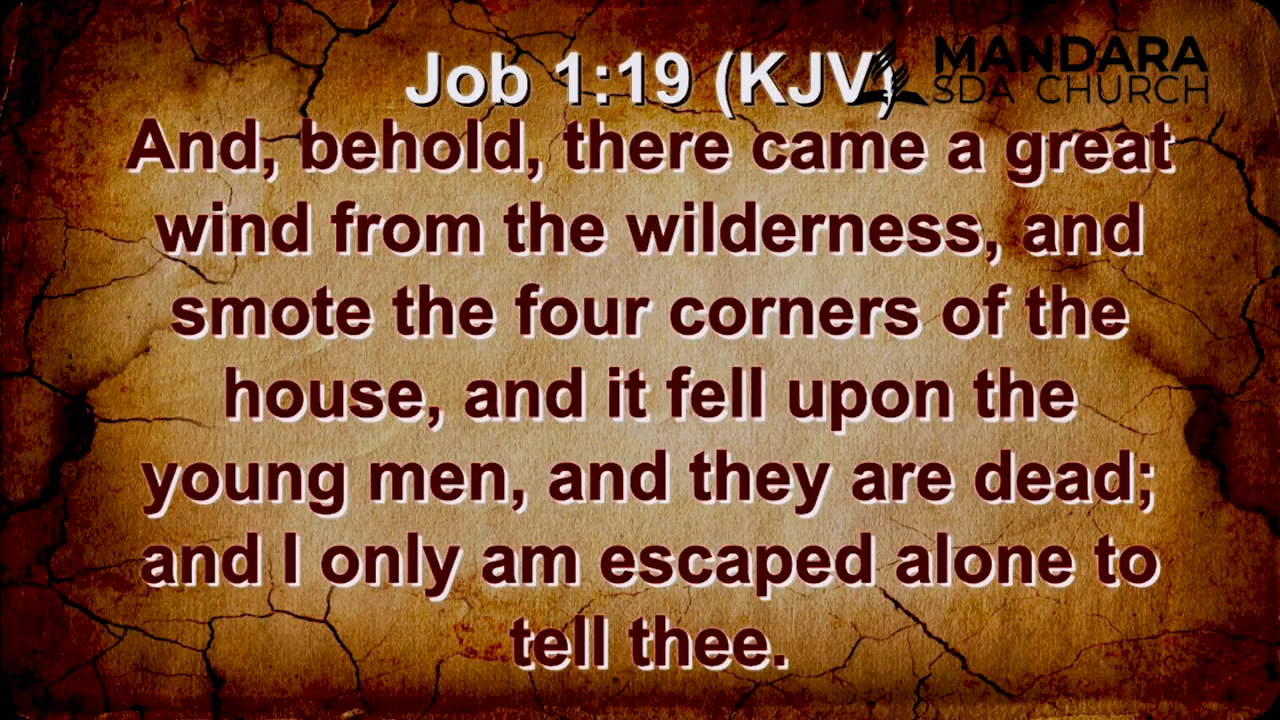 Job 1:19 (KJV)
MANDARA
SDA CHURCH
And, behold, there came a great
wind from the wilderness, and
smote the four corners of the
house, and it fell upon the
young men, and they are dead;
and I only am escaped alone to
tell thee.